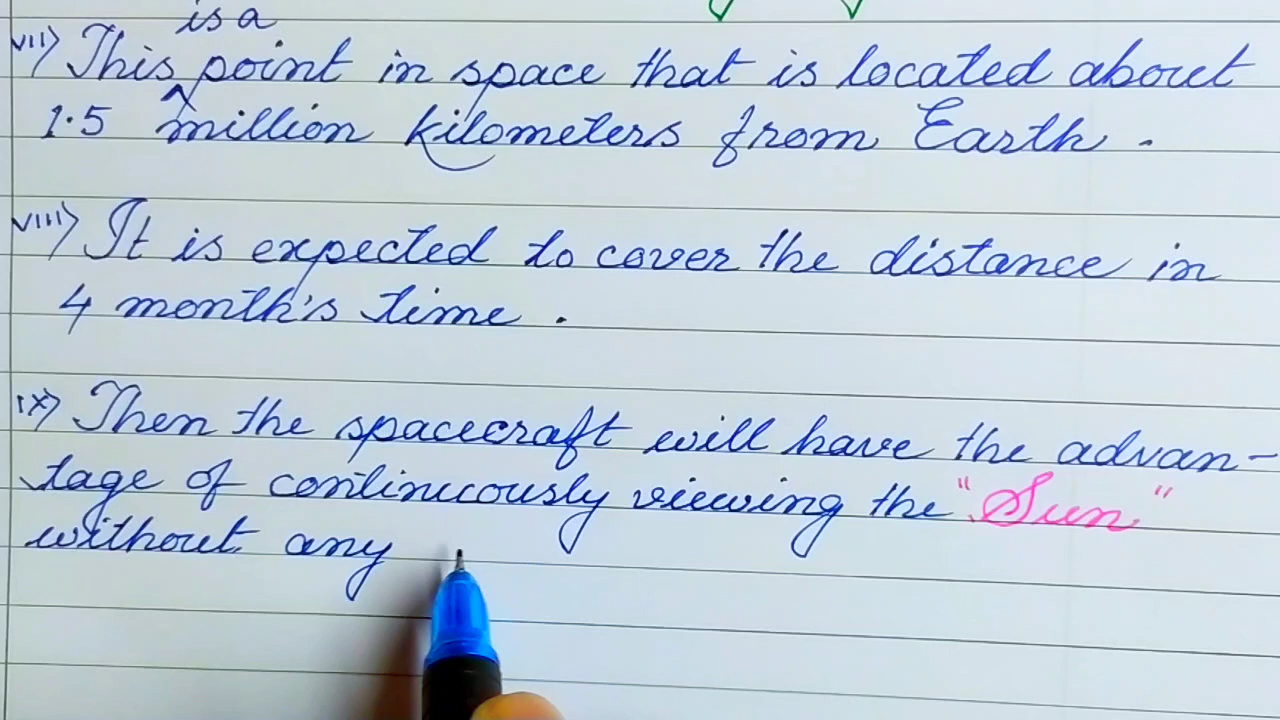 is a
vii) This ^ point in space that is located about
1.5 million kilometers from Earth.
viii) It is expected to cover the distance in
4 month's time.
ix) Then the spacecraft will have the advan-
tage of continuously viewing the "Sun"
without any